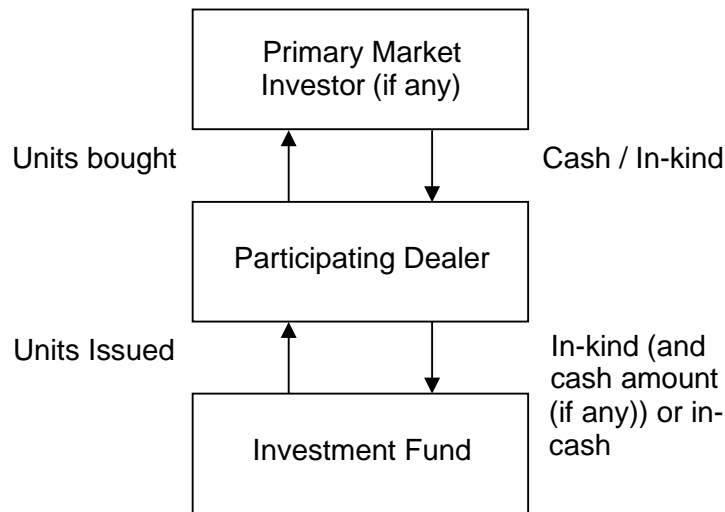 Primary Market
Investor (if any)
Units bought
Cash / In-kind
Participating Dealer
Units Issued
In-kind (and
cash amount
(if any)) or in-
cash
Investment Fund